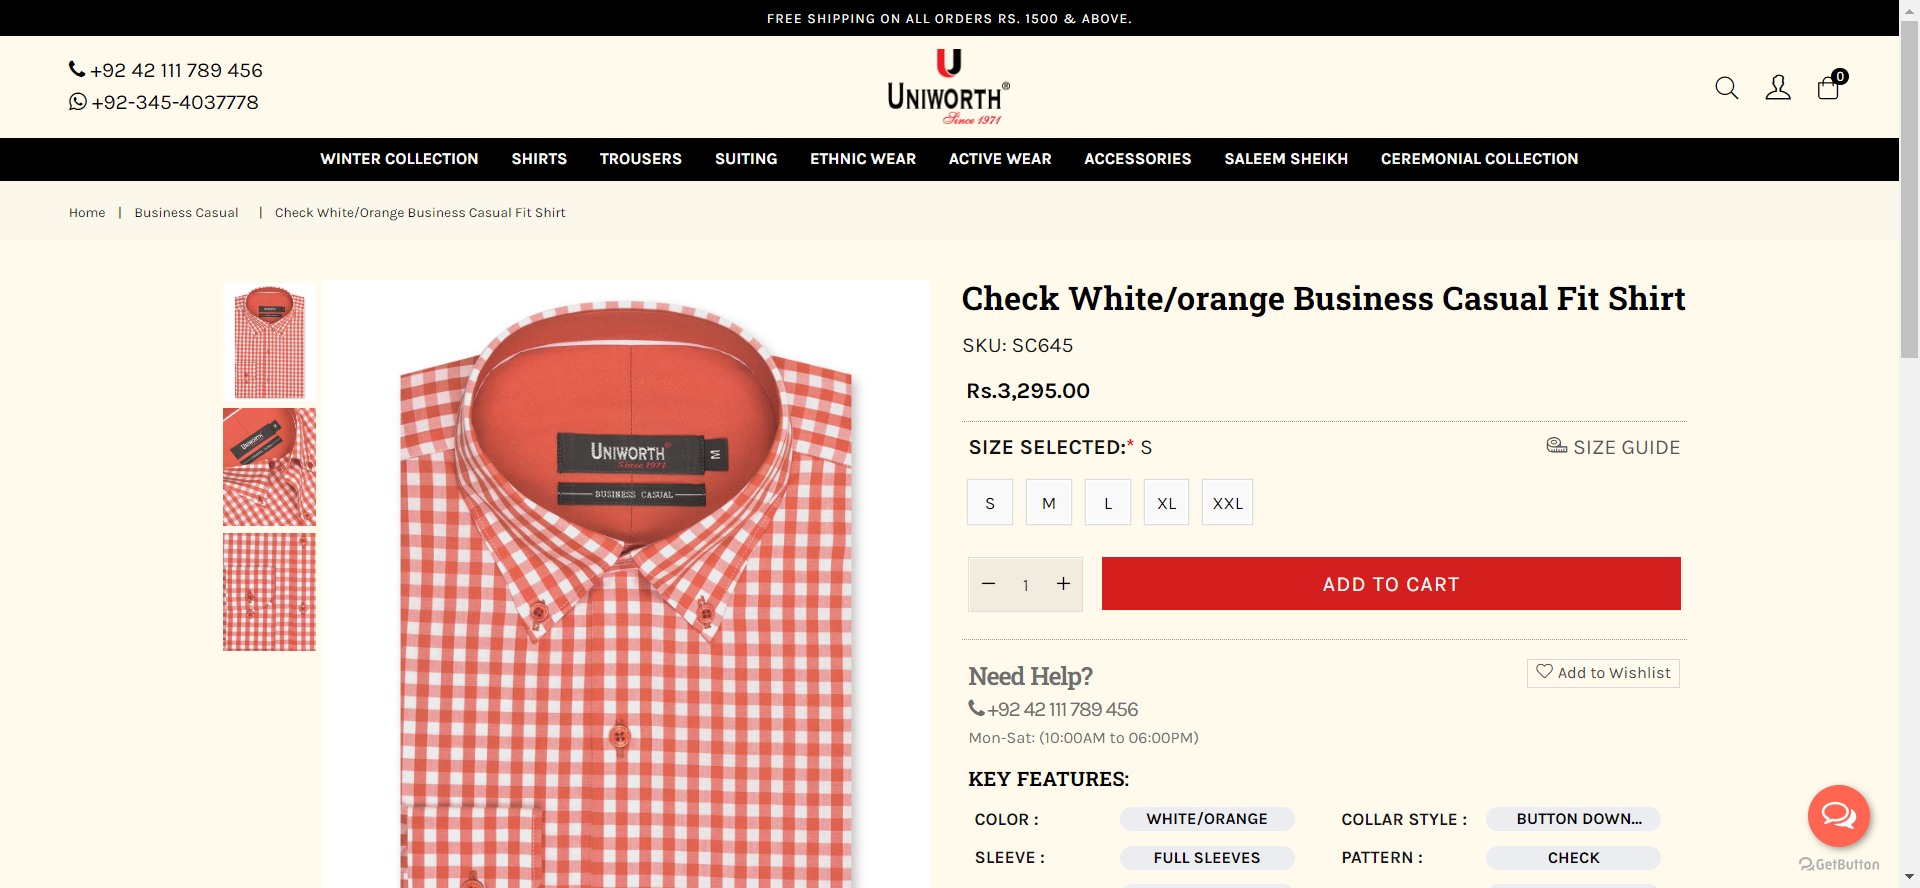 FREE SHIPPING ON ALL ORDERS RS. 1500 & ABOVE.
+92 42 111 789 456
+92-345-4037778
U
UNIWORTH®
Since 1971
0
WINTER COLLECTION SHIRTS TROUSERS SUITING ETHNIC WEAR ACTIVE WEAR ACCESSORIES SALEEM SHEIKH CEREMONIAL COLLECTION
Home | Business Casual | Check White/Orange Business Casual Fit Shirt
UNIWORTH®
Since 1971
M
BUSINESS CASUAL
Check White/orange Business Casual Fit Shirt
SKU: SC645
Rs.3,295.00
SIZE SELECTED:* S
SIZE GUIDE
S M L XL XXL
− 1 +
ADD TO CART
Need Help?
Add to Wishlist
+92 42 111 789 456
Mon-Sat: (10:00AM to 06:00PM)
KEY FEATURES:
COLOR : WHITE/ORANGE COLLAR STYLE : BUTTON DOWN...
SLEEVE : FULL SLEEVES PATTERN : CHECK
GetButton